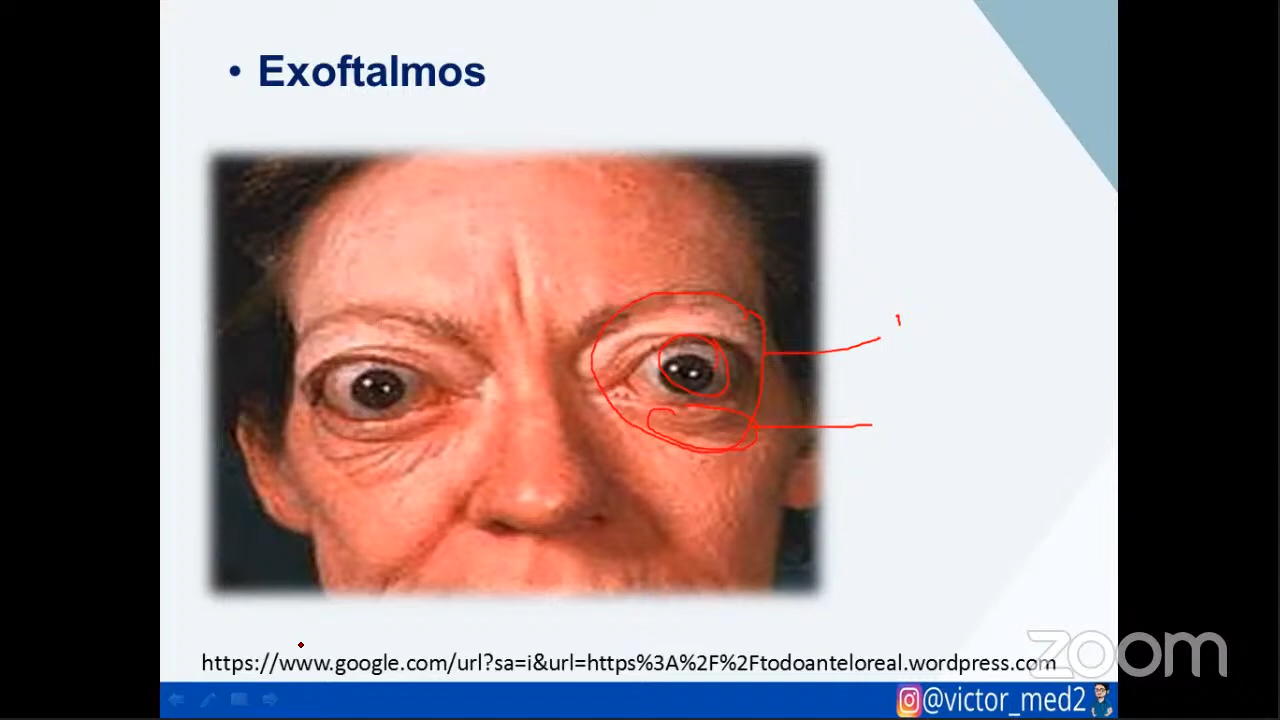 • Exoftalmos
https://www.google.com/url?sa=i&url=https%3A%2F%2Ftodoanteloreal.wordpress.com
zoom
@victor_med2